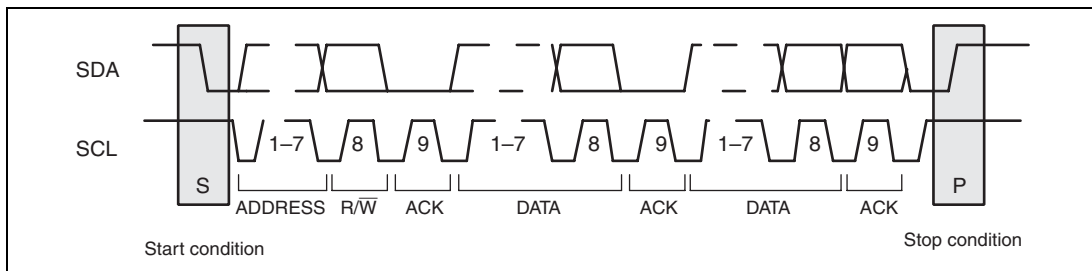 SDA
SCL
1–7 8 9 1–7 8 9 1–7 8 9
S P
ADDRESS R/W̅ ACK DATA ACK DATA ACK
Start condition Stop condition